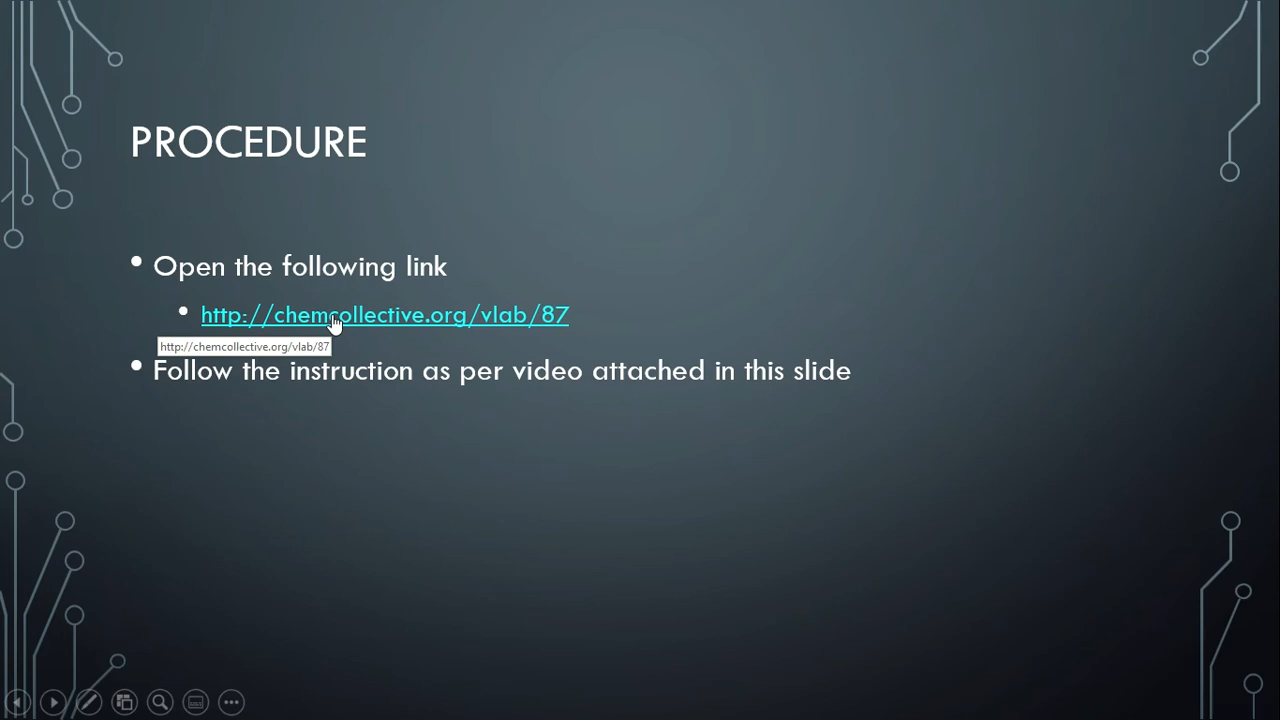 PROCEDURE
• Open the following link
• http://chemcollective.org/vlab/87
http://chemcollective.org/vlab/87
• Follow the instruction as per video attached in this slide